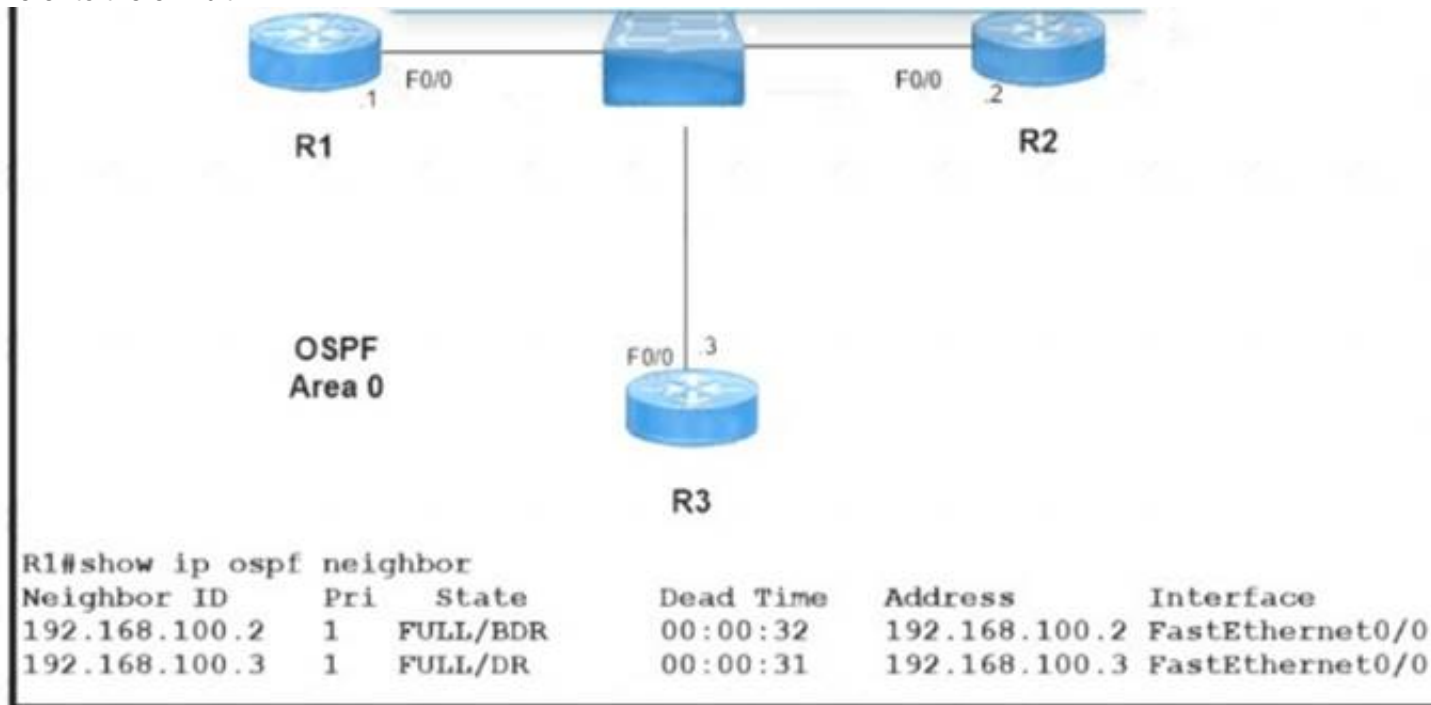 F0/0
F0/0
.1
.2
R1
R2
OSPF
Area 0
F0/0
.3
R3
R1#show ip ospf neighbor
Neighbor ID Pri State Dead Time Address Interface
192.168.100.2 1 FULL/BDR 00:00:32 192.168.100.2 FastEthernet0/0
192.168.100.3 1 FULL/DR 00:00:31 192.168.100.3 FastEthernet0/0